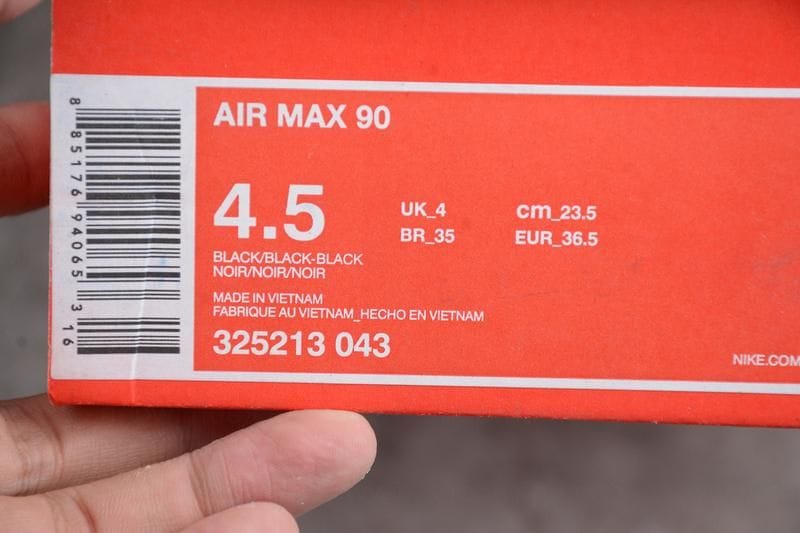 AIR MAX 90
4.5
UK_4
cm_23.5
BR_35
EUR_36.5
BLACK/BLACK-BLACK
NOIR/NOIR/NOIR
MADE IN VIETNAM
FABRIQUE AU VIETNAM_HECHO EN VIETNAM
325213 043
NIKE.COM
8 85176 94065 3 16